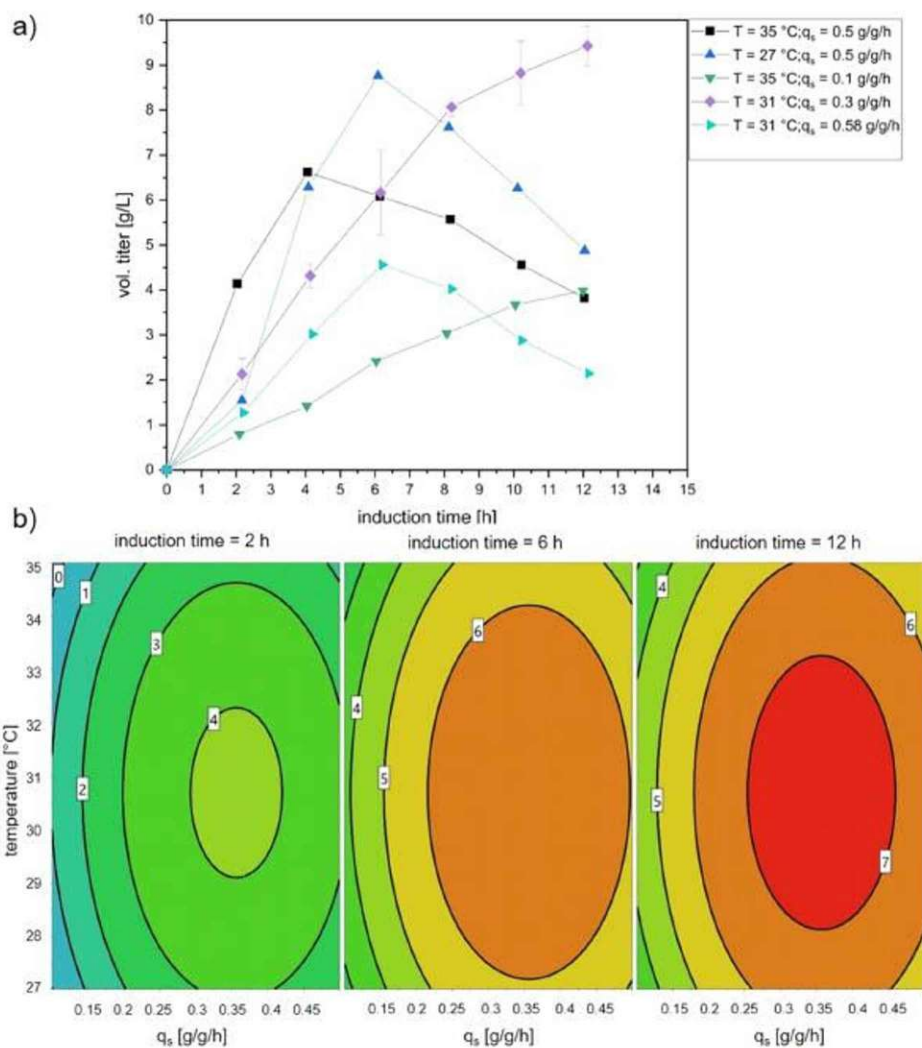 a)
T = 35 °C;qs = 0.5 g/g/h
T = 27 °C;qs = 0.5 g/g/h
T = 35 °C;qs = 0.1 g/g/h
T = 31 °C;qs = 0.3 g/g/h
T = 31 °C;qs = 0.58 g/g/h
vol. titer [g/L]
10
9
8
7
6
5
4
3
2
1
0
0 1 2 3 4 5 6 7 8 9 10 11 12 13 14 15
induction time [h]
b)
induction time = 2 h
induction time = 6 h
induction time = 12 h
temperature [°C]
35
34
33
32
31
30
29
28
27
0
1
2
3
4
4
5
6
4
5
6
7
0.15 0.2 0.25 0.3 0.35 0.4 0.45
0.15 0.2 0.25 0.3 0.35 0.4 0.45
0.15 0.2 0.25 0.3 0.35 0.4 0.45
qs [g/g/h]
qs [g/g/h]
qs [g/g/h]